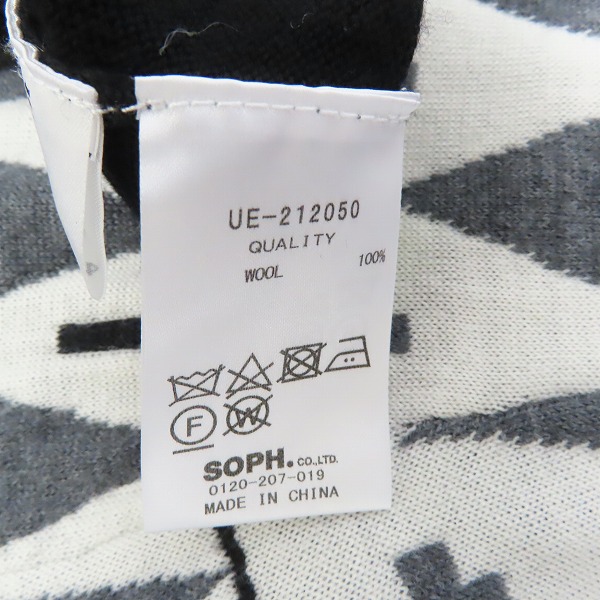 UE-212050
QUALITY
WOOL 100%
F W
SOPH. CO.,LTD.
0120-207-019
MADE IN CHINA